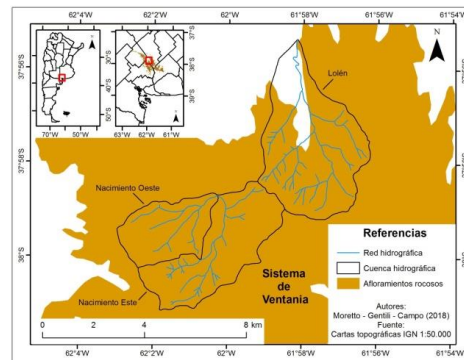 62°4'W 62°2'W 62°W 61°58'W 61°56'W 61°54'W
37°56'S
37°58'S
38°S
70°W 50°W
63°W 62°W 61°W
37°S
38°S
39°S
N
Lolén
Nacimiento Oeste
Nacimiento Este
Sistema
de
Ventania
Referencias
Red hidrográfica
Cuenca hidrográfica
Afloramientos rocosos
Autores:
Moretto - Gentili - Campo (2018)
Fuente:
Cartas topográficas IGN 1:50.000
0 2 4 8 km
62°4'W 62°2'W 62°W 61°58'W 61°56'W 61°54'W